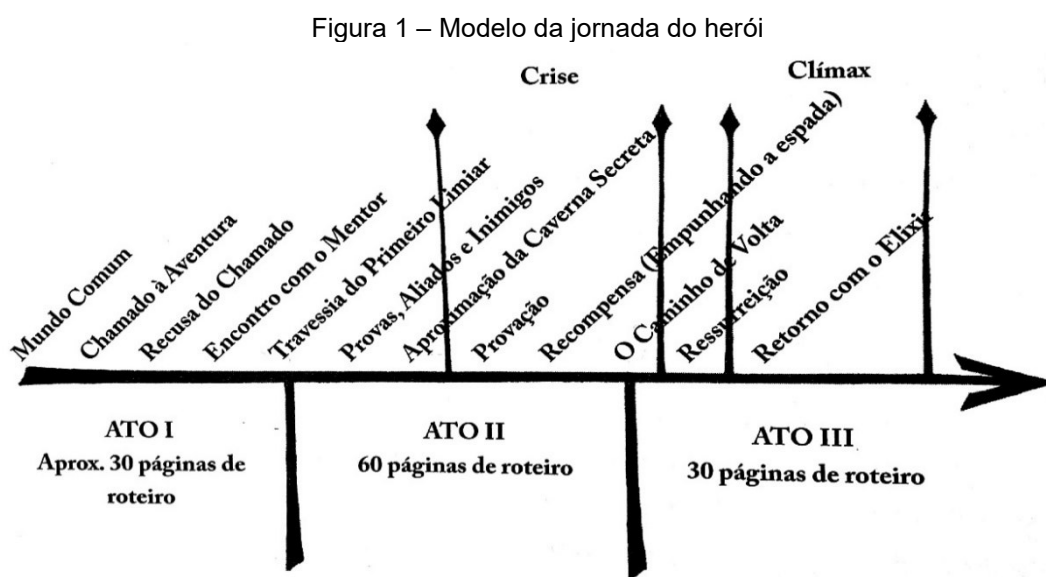 Figura 1 – Modelo da jornada do herói
Crise
Clímax
Mundo Comum
Chamado à Aventura
Recusa do Chamado
Encontro com o Mentor
Travessia do Primeiro Limiar
Provas, Aliados e Inimigos
Aproximação da Caverna Secreta
Provação
Recompensa (Empunhando a espada)
O Caminho de Volta
Ressurreição
Retorno com o Elixir
ATO I
Aprox. 30 páginas de
roteiro
ATO II
60 páginas de roteiro
ATO III
30 páginas de roteiro